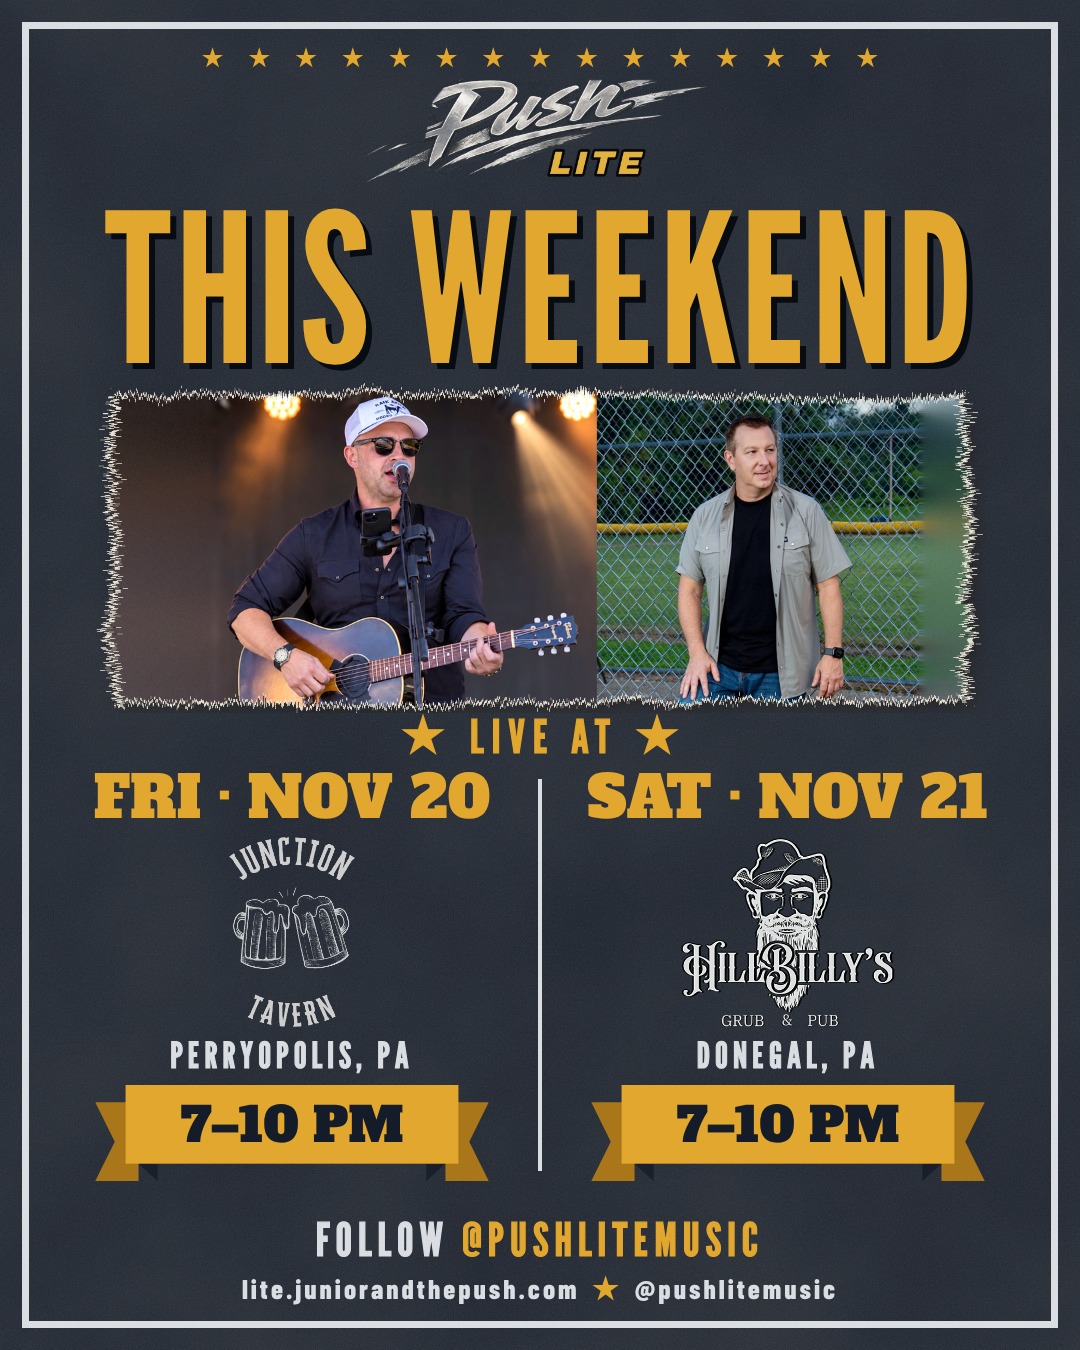 Push
LITE
THIS WEEKEND
LIVE AT
FRI · NOV 20
JUNCTION
TAVERN
PERRYOPOLIS, PA
7–10 PM
SAT · NOV 21
HILLBILLY'S
GRUB & PUB
DONEGAL, PA
7–10 PM
FOLLOW @PUSHLITEMUSIC
lite.juniorandthepush.com ★ @pushlitemusic